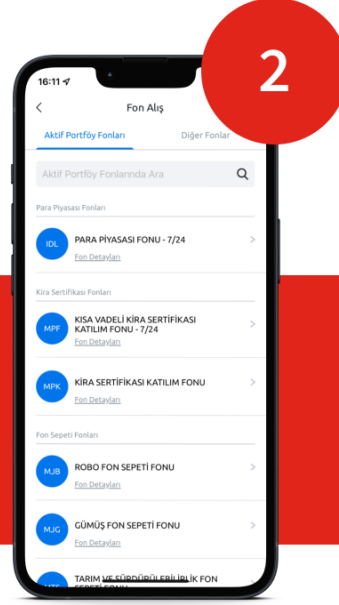 2
16:11
Fon Alış
Aktif Portföy Fonları
Diğer Fonlar
Aktif Portföy Fonlarında Ara
Para Piyasası Fonları
IDL
PARA PİYASASI FONU - 7/24
Fon Detayları
Kira Sertifikası Fonları
MPF
KISA VADELİ KİRA SERTİFİKASI
KATILIM FONU - 7/24
Fon Detayları
MPK
KİRA SERTİFİKASI KATILIM FONU
Fon Detayları
Fon Sepeti Fonları
MJB
ROBO FON SEPETİ FONU
Fon Detayları
MJG
GÜMÜŞ FON SEPETİ FONU
Fon Detayları
TARIM VE SÜRDÜRÜLEBİLİRLİK FON
SEPETİ FONU